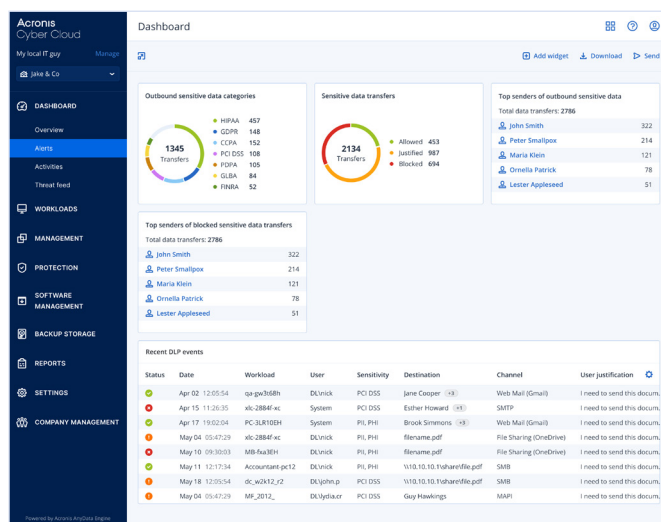 Acronis
Cyber Cloud
Dashboard
My local IT guy Manage
Jake & Co
Add widget Download Send
DASHBOARD
Overview
Alerts
Activities
Threat feed
WORKLOADS
MANAGEMENT
PROTECTION
SOFTWARE
MANAGEMENT
BACKUP STORAGE
REPORTS
SETTINGS
COMPANY MANAGEMENT
Powered by Acronis AnyData Engine
Outbound sensitive data categories
1345
Transfers
HIPAA 457
GDPR 148
CCPA 152
PCI DSS 108
PDPA 105
GLBA 84
FINRA 52
Sensitive data transfers
2134
Transfers
Allowed 453
Justified 987
Blocked 694
Top senders of outbound sensitive data
Total data transfers: 2786
John Smith 322
Peter Smallpox 214
Maria Klein 121
Ornella Patrick 78
Lester Appleseed 51
Top senders of blocked sensitive data transfers
Total data transfers: 2786
John Smith 322
Peter Smallpox 214
Maria Klein 121
Ornella Patrick 78
Lester Appleseed 51
Recent DLP events
Status Date Workload User Sensitivity Destination Channel User justification
Apr 02 12:05:54 qa-gw3t68h DL\nick PCI DSS Jane Cooper +3 Web Mail (Gmail) I need to send this docum
Apr 15 11:26:35 xlc-2884f-xc System PCI DSS Esther Howard +1 SMTP I need to send this docum
Apr 17 19:02:04 PC-3LR10EH System PII, PHI Brook Simmons +3 Web Mail (Gmail) I need to send this docum
May 04 05:47:29 xlc-2884f-xc DL\nick PII, PHI filename.pdf File Sharing (OneDrive) I need to send this docum
May 10 09:30:03 MB-fxa3EH DL\nick PII, PHI filename.pdf File Sharing (OneDrive) I need to send this docum
May 11 12:17:34 Accountant-pc12 DL\nick PII, PHI \\10.10.10.1\share\file.pdf SMB I need to send this docum
May 18 12:05:54 dc_w2k12_r2 DL\john.p PCI DSS \\10.10.10.1\share\file.pdf SMB I need to send this docum
May 04 05:47:29 MF_2012_ DL\lydia.cr PCI DSS Guy Hawkings MAPI I need to send this docum